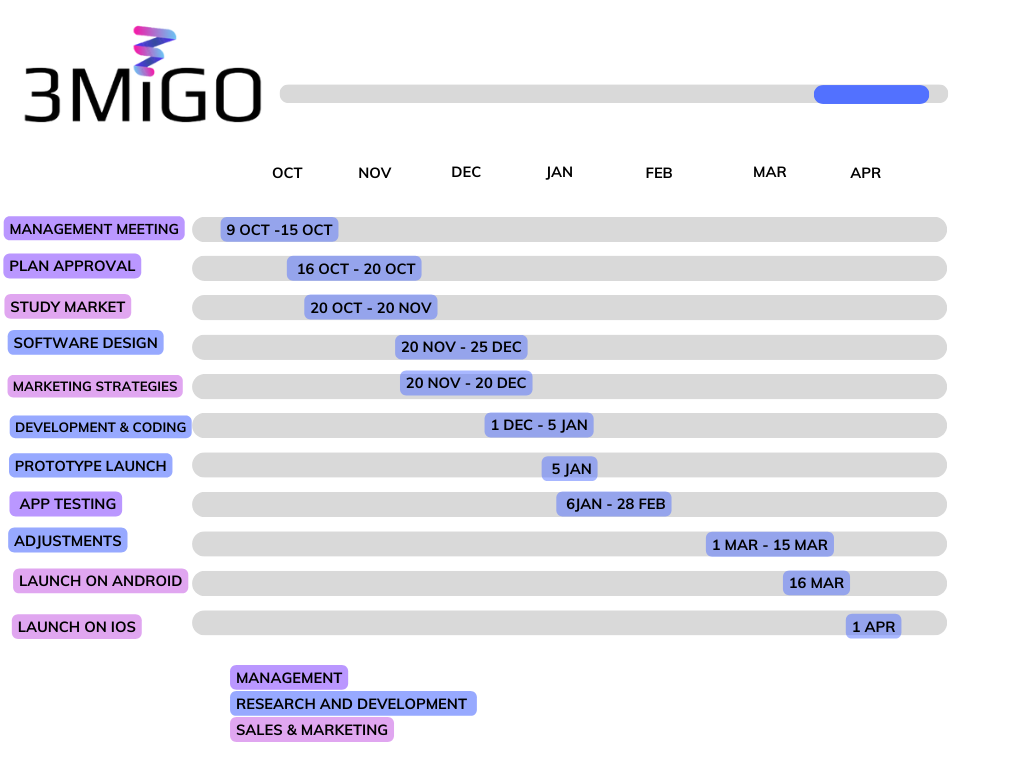 3MiGO
OCT NOV DEC JAN FEB MAR APR
MANAGEMENT MEETING 9 OCT -15 OCT
PLAN APPROVAL 16 OCT - 20 OCT
STUDY MARKET 20 OCT - 20 NOV
SOFTWARE DESIGN 20 NOV - 25 DEC
MARKETING STRATEGIES 20 NOV - 20 DEC
DEVELOPMENT & CODING 1 DEC - 5 JAN
PROTOTYPE LAUNCH 5 JAN
APP TESTING 6JAN - 28 FEB
ADJUSTMENTS 1 MAR - 15 MAR
LAUNCH ON ANDROID 16 MAR
LAUNCH ON IOS 1 APR
MANAGEMENT
RESEARCH AND DEVELOPMENT
SALES & MARKETING